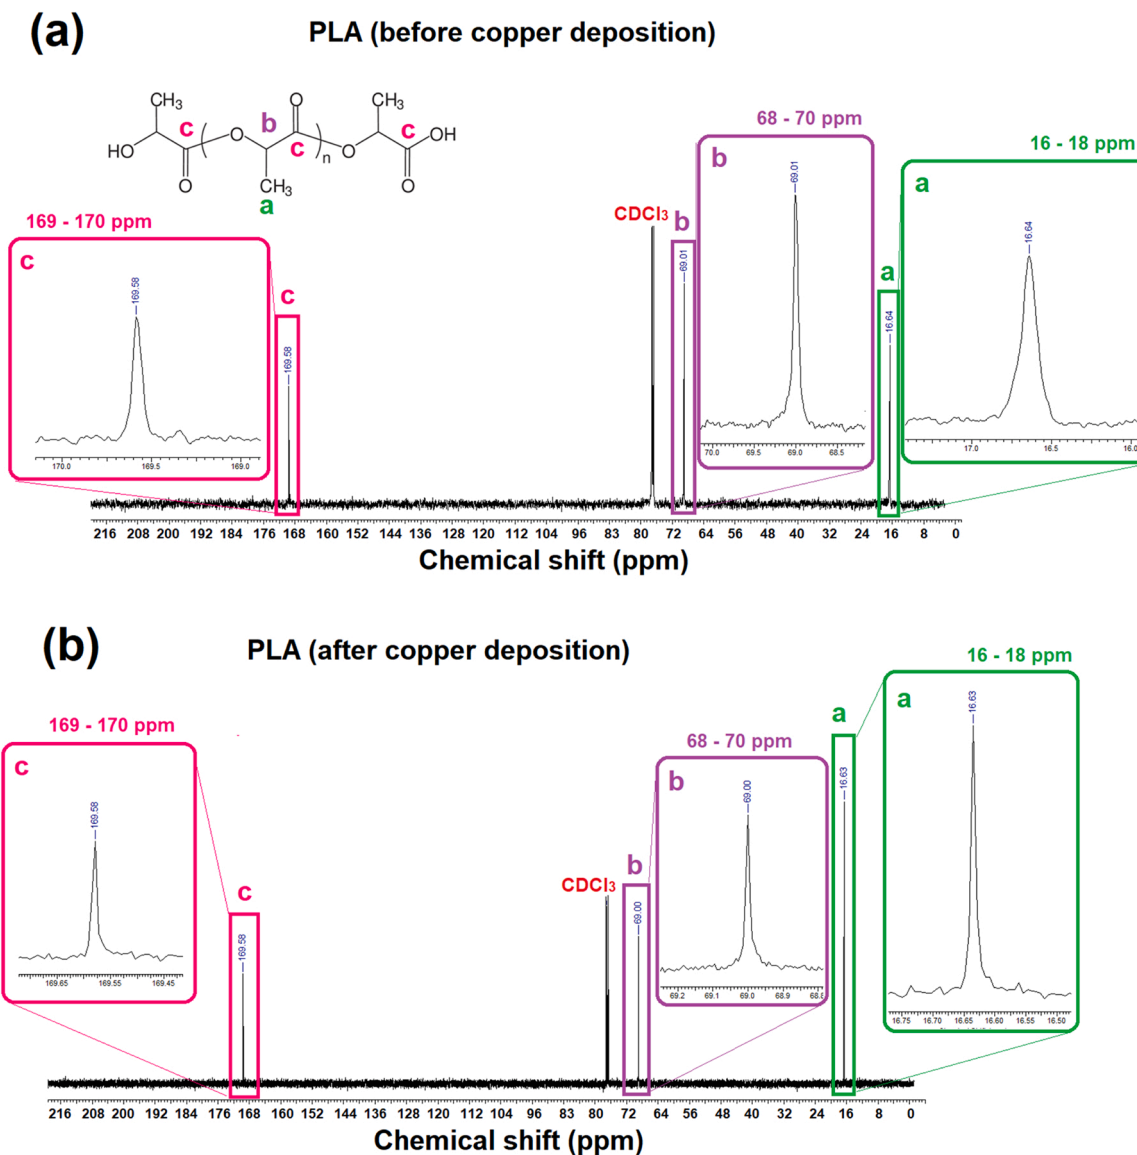 (a)
PLA (before copper deposition)
CH3
O
CH3
c
b
c
OH
HO
O
c
n
O
O
CH3
O
a
68 - 70 ppm
16 - 18 ppm
169 - 170 ppm
c
169.58
170.0 169.5 169.0
c
169.58
CDCl3
b
69.01
b
69.01
70.0 69.5 69.0 68.5
a
16.64
a
16.64
17.0 16.5 16.0
216 208 200 192 184 176 168 160 152 144 136 128 120 112 104 96 88 80 72 64 56 48 40 32 24 16 8 0
Chemical shift (ppm)
(b)
PLA (after copper deposition)
16 - 18 ppm
169 - 170 ppm
68 - 70 ppm
c
169.58
169.65 169.55 169.45
c
169.58
CDCl3
b
69.00
b
69.00
69.2 69.1 69.0 68.9 68.8
a
16.63
a
16.63
16.75 16.70 16.65 16.60 16.55 16.50
216 208 200 192 184 176 168 160 152 144 136 128 120 112 104 96 88 80 72 64 56 48 40 32 24 16 8 0
Chemical shift (ppm)